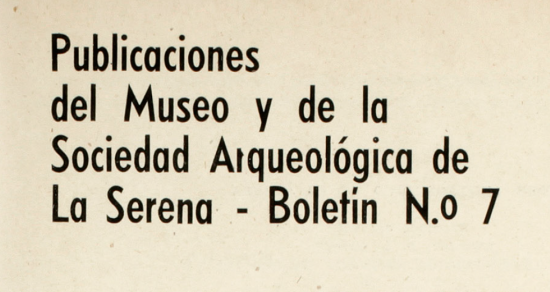 Publicaciones
del Museo y de la
Sociedad Arqueológica de
La Serena - Boletín N.o 7